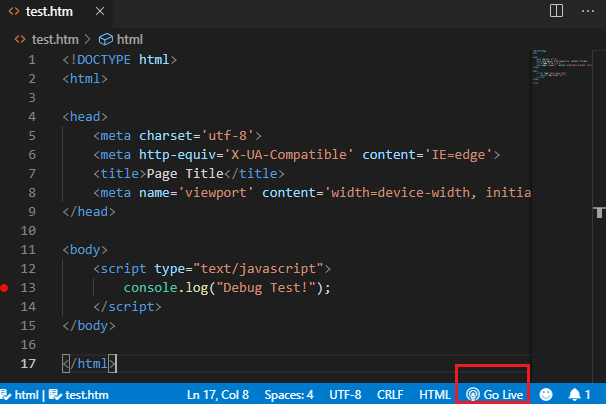 test.htm
test.htm > html
1 <!DOCTYPE html>
2 <html>
3
4 <head>
5 <meta charset='utf-8'>
6 <meta http-equiv='X-UA-Compatible' content='IE=edge'>
7 <title>Page Title</title>
8 <meta name='viewport' content='width=device-width, initia
9 </head>
10
11 <body>
12 <script type="text/javascript">
13 console.log("Debug Test!");
14 </script>
15 </body>
16
17 </html>
html | test.htm Ln 17, Col 8 Spaces: 4 UTF-8 CRLF HTML Go Live 1